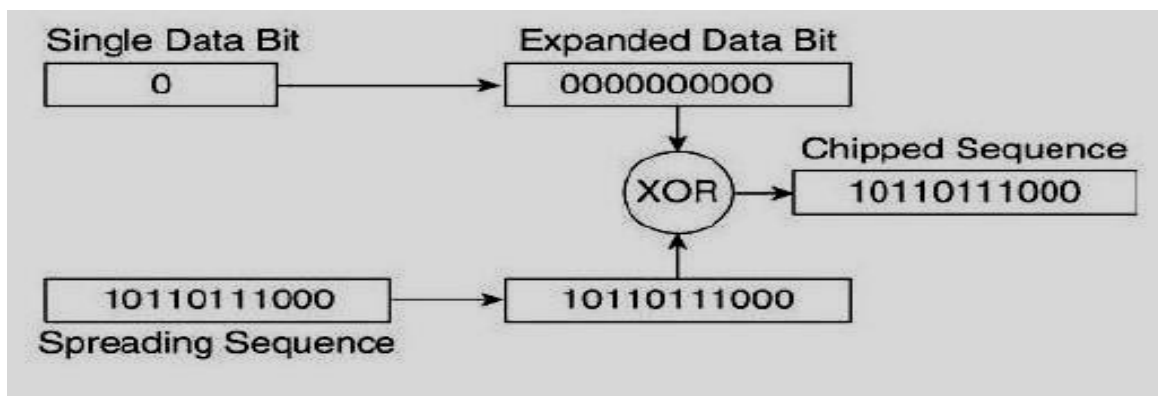 Single Data Bit
Expanded Data Bit
0
0000000000
Chipped Sequence
XOR
10110111000
10110111000
10110111000
Spreading Sequence